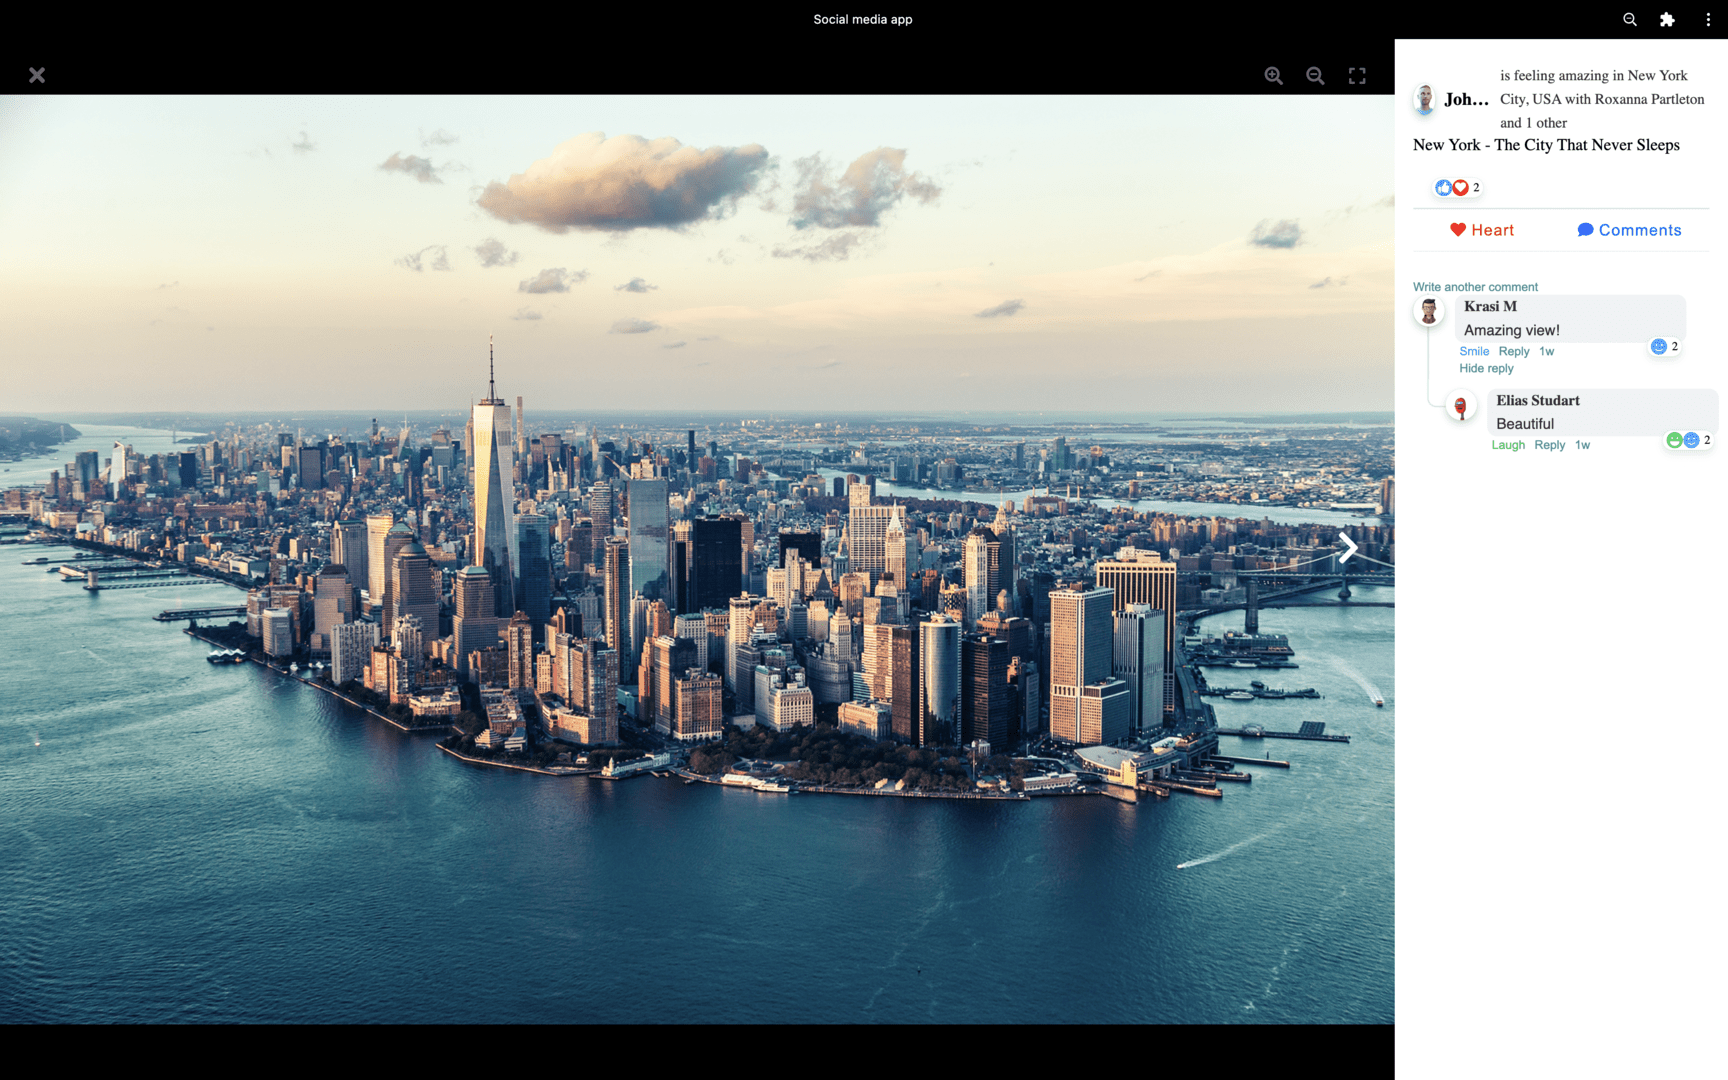 Social media app
Joh...
is feeling amazing in New York
City, USA with Roxanna Partleton
and 1 other
New York - The City That Never Sleeps
2
Heart Comments
Write another comment
Krasi M
Amazing view!
Smile Reply 1w 2
Hide reply
Elias Studart
Beautiful
Laugh Reply 1w 2